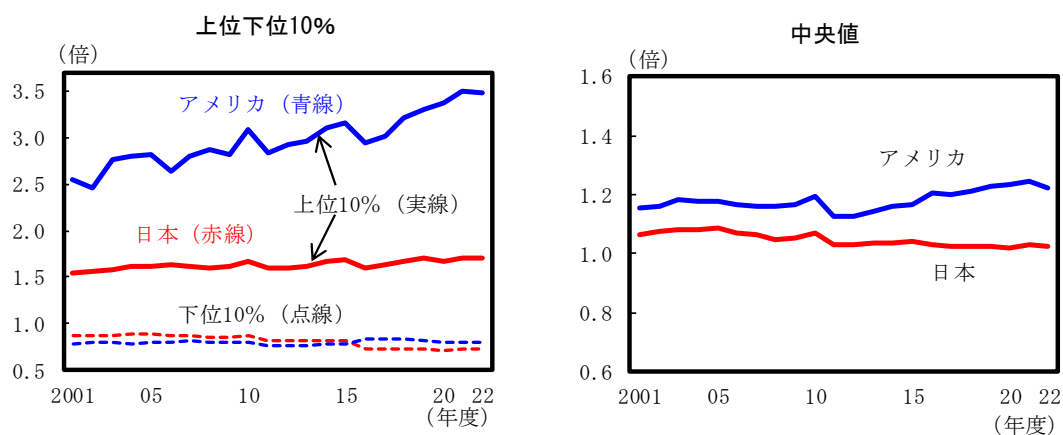 上位下位10%
(倍)
3.5
3.0
2.5
2.0
1.5
1.0
0.5
アメリカ(青線)
上位10%(実線)
日本(赤線)
下位10%(点線)
2001 05 10 15 20 22
(年度)
中央値
(倍)
1.6
1.4
1.2
1.0
0.8
0.6
アメリカ
日本
2001 05 10 15 20 22
(年度)